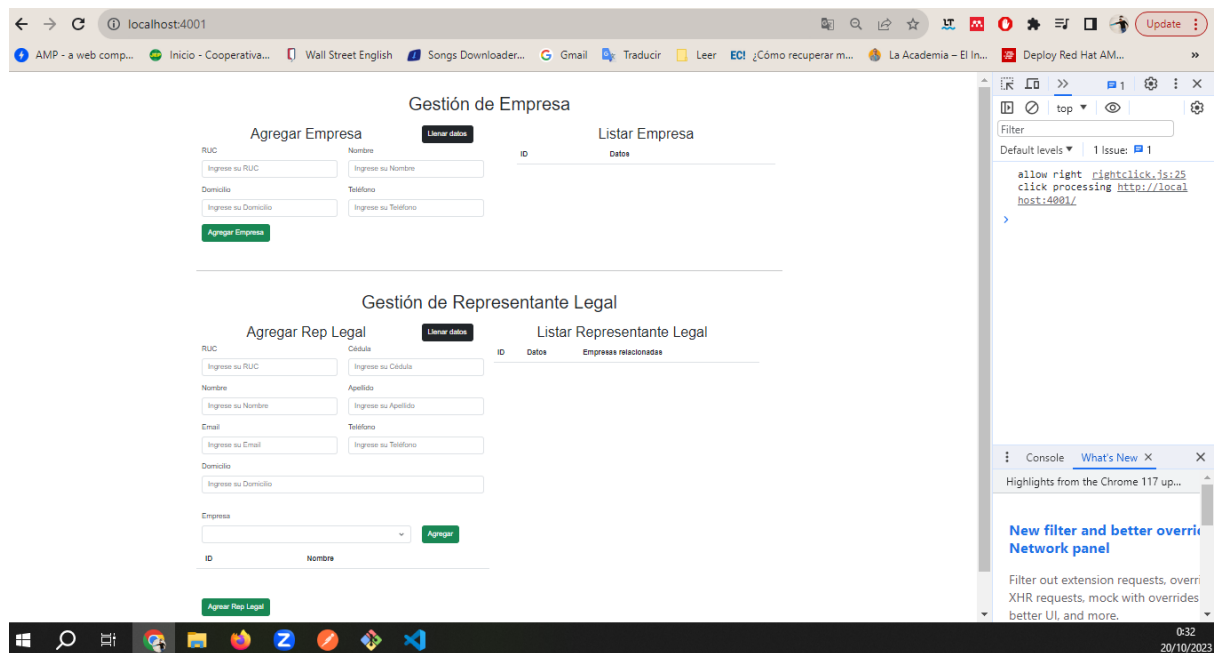 localhost:4001
Update
AMP - a web comp... Inicio - Cooperativa... Wall Street English Songs Downloader... Gmail Traducir Leer EC! ¿Cómo recuperar m... La Academia – El In... Deploy Red Hat AM... »
Gestión de Empresa
Agregar Empresa Llenar datos
RUC Nombre
Ingrese su RUC Ingrese su Nombre
Domicilio Teléfono
Ingrese su Domicilio Ingrese su Teléfono
Agregar Empresa
Listar Empresa
ID Datos
Gestión de Representante Legal
Agregar Rep Legal Llenar datos
RUC Cédula
Ingrese su RUC Ingrese su Cédula
Nombre Apellido
Ingrese su Nombre Ingrese su Apellido
Email Teléfono
Ingrese su Email Ingrese su Teléfono
Domicilio
Ingrese su Domicilio
Empresa
Agregar
ID Nombre
Agrear Rep Legal
Listar Representante Legal
ID Datos Empresas relacionadas
» 1
top ▼
Filter
Default levels ▼ 1 Issue: 1
allow right rightclick.js:25
click processing http://local
host:4001/
>
Console What's New ×
Highlights from the Chrome 117 up...
New filter and better overri
Network panel
Filter out extension requests, overri
XHR requests, mock with overrides
better UI, and more.
0:32
20/10/2023